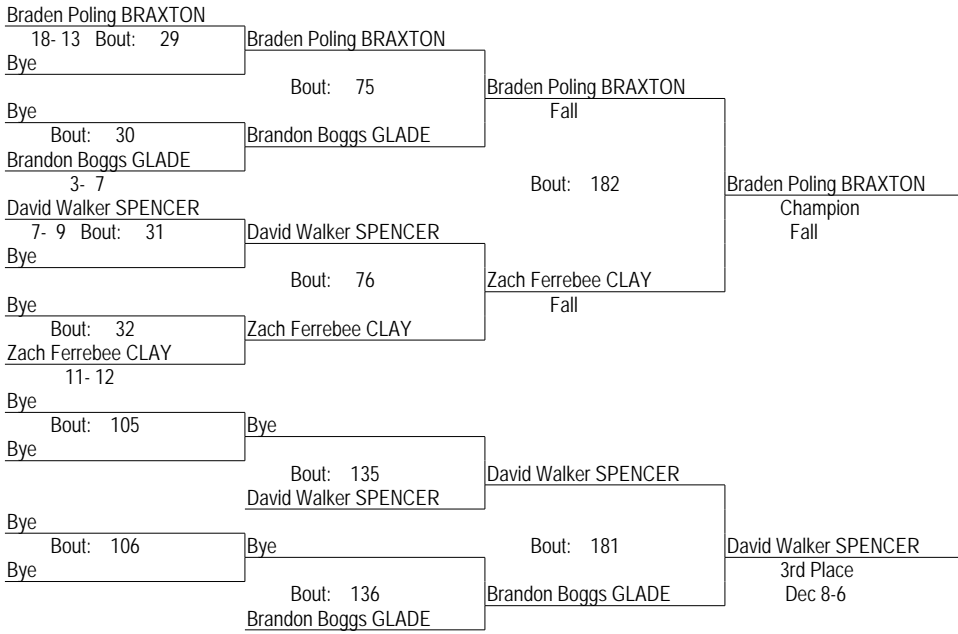 Braden Poling BRAXTON
18- 13 Bout: 29
Braden Poling BRAXTON
Bye
Bout: 75
Braden Poling BRAXTON
Bye
Fall
Bout: 30
Brandon Boggs GLADE
Brandon Boggs GLADE
3- 7
Bout: 182
Braden Poling BRAXTON
David Walker SPENCER
Champion
7- 9 Bout: 31
David Walker SPENCER
Fall
Bye
Bout: 76
Zach Ferrebee CLAY
Bye
Fall
Bout: 32
Zach Ferrebee CLAY
Zach Ferrebee CLAY
11- 12
Bye
Bout: 105
Bye
Bye
Bout: 135
David Walker SPENCER
David Walker SPENCER
Bye
Bout: 106
Bye
Bout: 181
David Walker SPENCER
Bye
3rd Place
Bout: 136
Brandon Boggs GLADE
Dec 8-6
Brandon Boggs GLADE